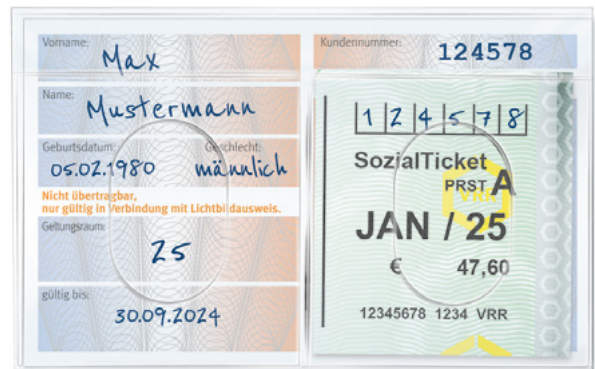 Vorname:
Max
Name:
Mustermann
Geburtsdatum: Geschlecht:
05.02.1980 männlich
Nicht übertragbar,
nur gültig in Verbindung mit Lichtbildausweis.
Geltungsraum:
25
gültig bis:
30.09.2024
Kundennummer:
124578
1 2 4 5 7 8
SozialTicket
PRST A
VRR
JAN / 25
€ 47,60
12345678 1234 VRR